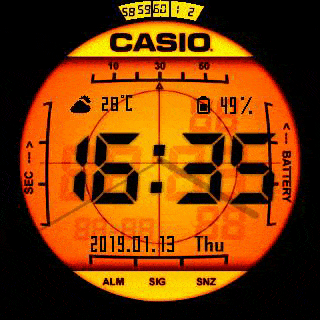 58 59 60 1 2
CASIO
10 30 50
28°C 49%
SEC --->
16:35
<--- BATTERY
2019.01.13 Thu
ALM SIG SNZ